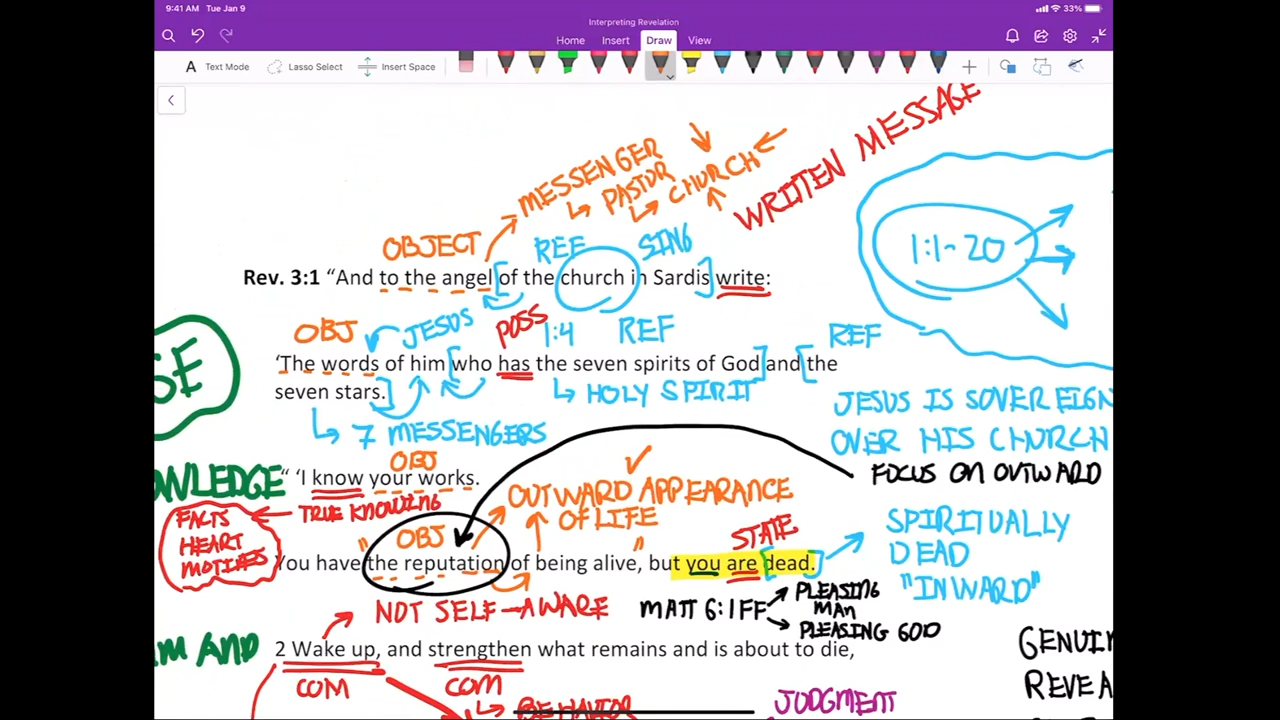 9:41 AM Tue Jan 9
33%
Interpreting Revelation
Home Insert Draw View
A Text Mode Lasso Select Insert Space
WRITTEN MESSAGE
MESSENGER
PASTOR
CHURCH
OBJECT REF SING
1:1-20
Rev. 3:1 “And to the angel of the church in Sardis write:
OBJ JESUS POSS 1:4 REF REF
‘The words of him who has the seven spirits of God and the
seven stars.
HOLY SPIRIT
7 MESSENGERS
JESUS IS SOVEREIGN
OVER HIS CHURCH
FOCUS ON OUTWARD
OBJ
“ ‘I know your works.
TRUE KNOWING
FACTS
HEART
MOTIVES
OUTWARD APPEARANCE
OF LIFE
OBJ
STATE
You have the reputation of being alive, but you are dead.
SPIRITUALLY
DEAD
"INWARD"
NOT SELF-AWARE
MATT 6:1FF
PLEASING
MAN
PLEASING GOD
2 Wake up, and strengthen what remains and is about to die,
COM COM
BEHAVIOR
JUDGMENT